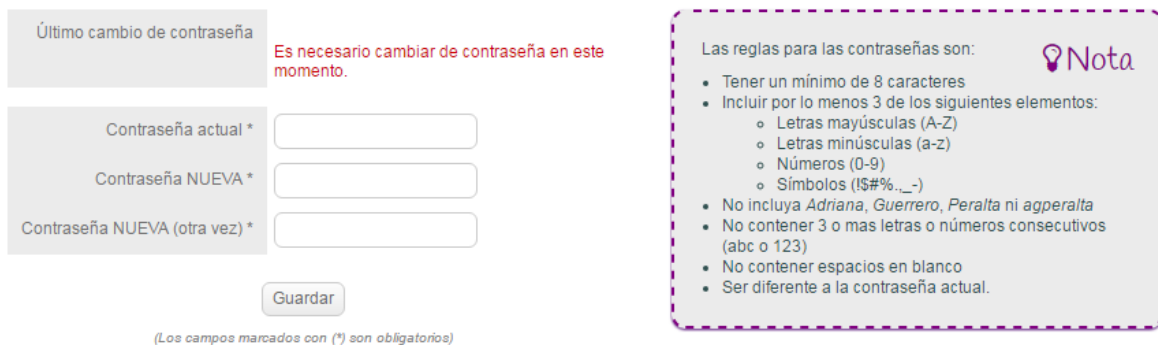 Último cambio de contraseña
Es necesario cambiar de contraseña en este
momento.
Contraseña actual *
Contraseña NUEVA *
Contraseña NUEVA (otra vez) *
Guardar
(Los campos marcados con (*) son obligatorios)
Nota
Las reglas para las contraseñas son:
Tener un mínimo de 8 caracteres
Incluir por lo menos 3 de los siguientes elementos:
Letras mayúsculas (A-Z)
Letras minúsculas (a-z)
Números (0-9)
Símbolos (!$#%.,_-)
No incluya Adriana, Guerrero, Peralta ni agperalta
No contener 3 o mas letras o números consecutivos
(abc o 123)
No contener espacios en blanco
Ser diferente a la contraseña actual.